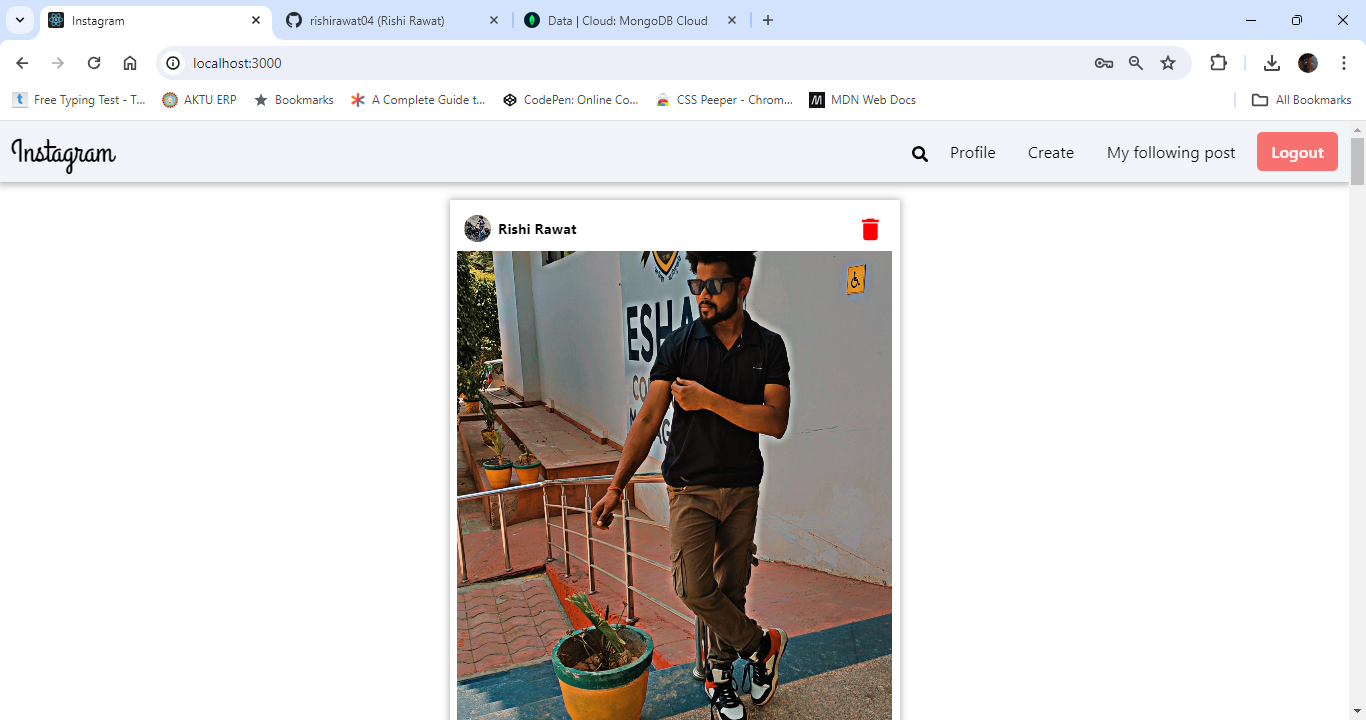 Instagram
rishirawat04 (Rishi Rawat)
Data | Cloud: MongoDB Cloud
localhost:3000
Free Typing Test - T...
AKTU ERP
Bookmarks
A Complete Guide t...
CodePen: Online Co...
CSS Peeper - Chrom...
MDN Web Docs
All Bookmarks
Instagram
Profile
Create
My following post
Logout
Rishi Rawat